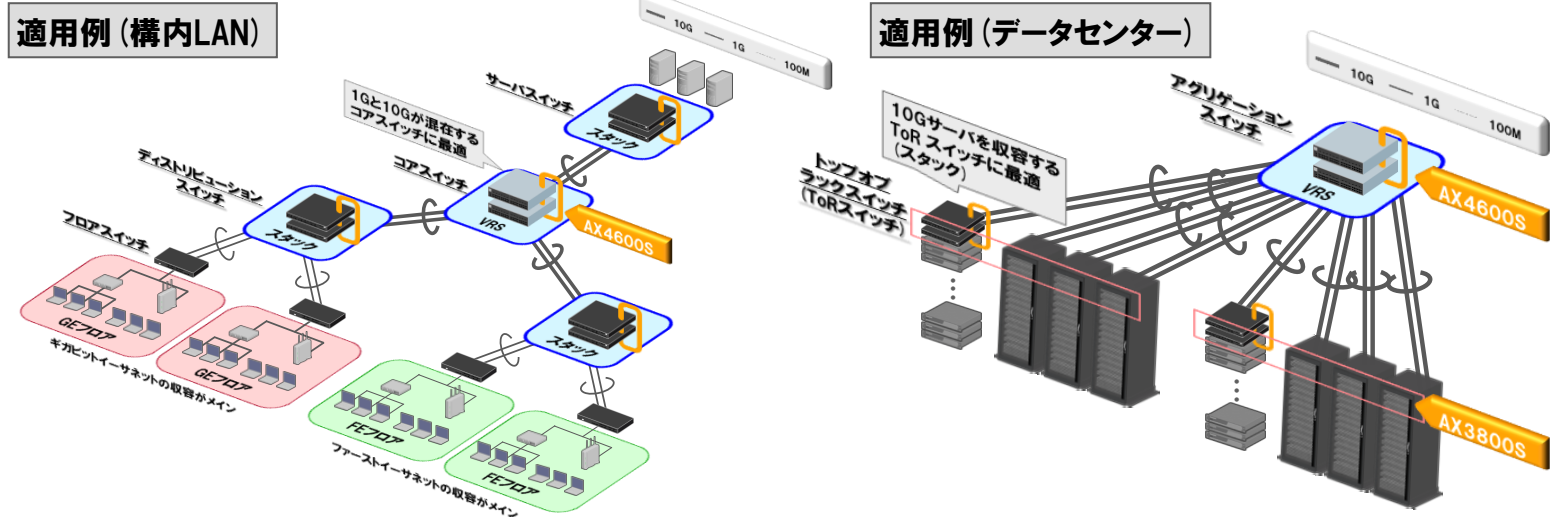 適用例 (構内LAN)
10G
1G
100M
サーバスイッチ
スタック
1Gと10Gが混在する
コアスイッチに最適
コアスイッチ
VRS
AX4600S
ディストリビューション
スイッチ
スタック
フロアスイッチ
GEフロア
GEフロア
ギガビットイーサネットの収容がメイン
スタック
FEフロア
FEフロア
ファーストイーサネットの収容がメイン
適用例 (データセンター)
10G
1G
100M
アグリゲーション
スイッチ
VRS
AX4600S
10Gサーバを収容する
ToR スイッチに最適
(スタック)
トップオブ
ラックスイッチ
(ToRスイッチ)
AX3800S